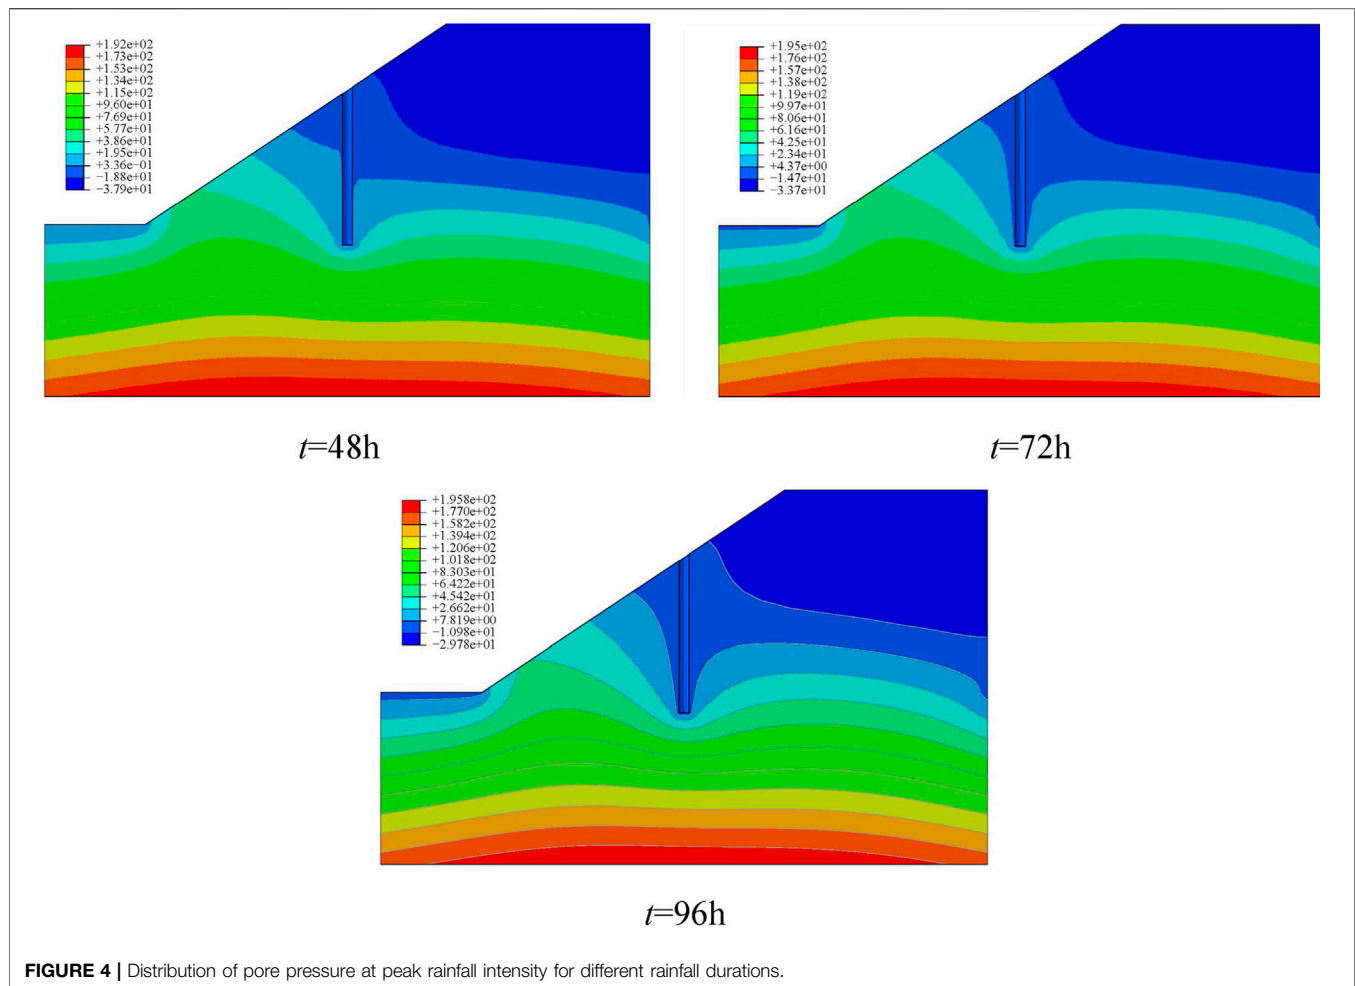 +1.92e+02
+1.73e+02
+1.53e+02
+1.34e+02
+1.15e+02
+9.60e+01
+7.69e+01
+5.77e+01
+3.86e+01
+1.95e+01
+3.36e−01
−1.88e+01
−3.79e+01
t=48h
+1.95e+02
+1.76e+02
+1.57e+02
+1.38e+02
+1.19e+02
+9.97e+01
+8.06e+01
+6.16e+01
+4.25e+01
+2.34e+01
+4.37e+00
−1.47e+01
−3.37e+01
t=72h
+1.958e+02
+1.770e+02
+1.582e+02
+1.394e+02
+1.206e+02
+1.018e+02
+8.303e+01
+6.422e+01
+4.542e+01
+2.662e+01
+7.819e+00
−1.098e+01
−2.978e+01
t=96h
FIGURE 4 | Distribution of pore pressure at peak rainfall intensity for different rainfall durations.